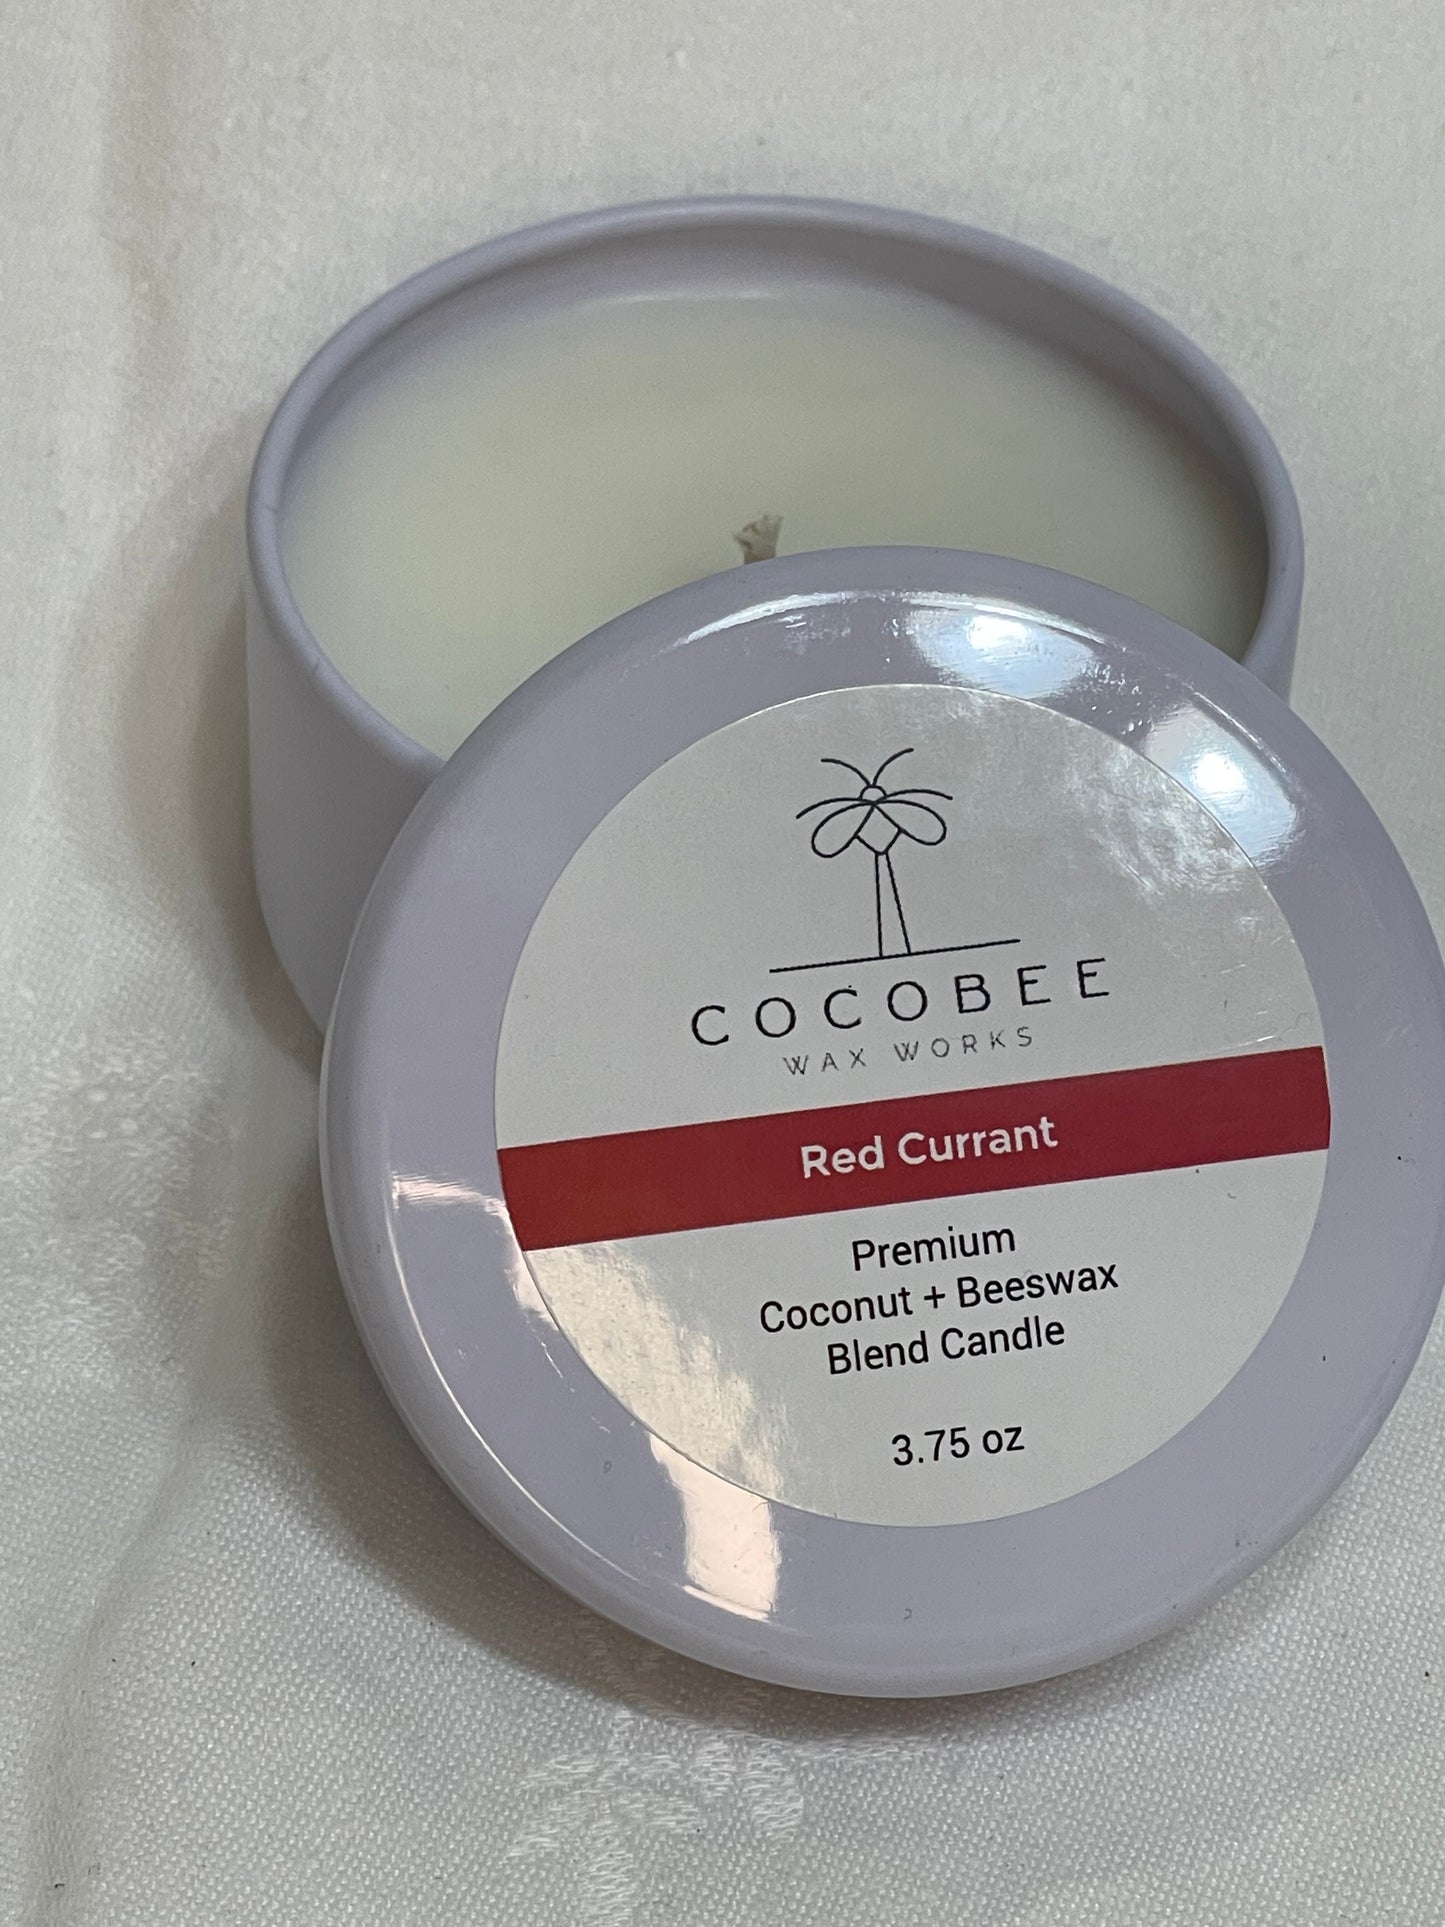 COCOBEE
WAX WORKS
Red Currant
Premium
Coconut + Beeswax
Blend Candle
3.75 oz